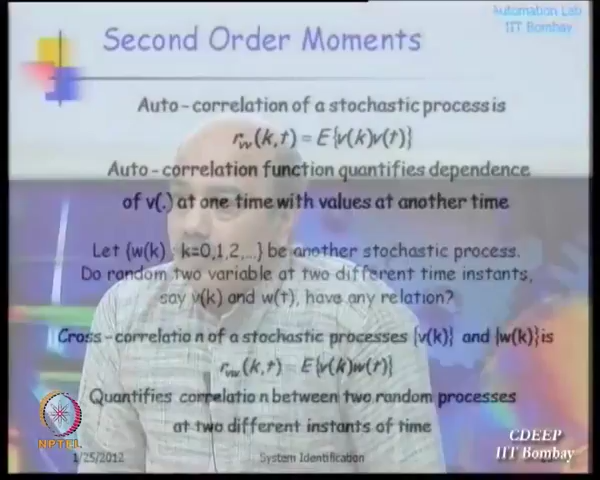 Automation Lab
IIT Bombay
Second Order Moments
Auto-correlation of a stochastic process is
r_vv(k,t) = E{v(k)v(t)}
Auto-correlation function quantifies dependence
of v(.) at one time with values at another time
Let {w(k) : k=0,1,2,...} be another stochastic process.
Do random two variable at two different time instants,
say v(k) and w(t), have any relation?
Cross-correlation of a stochastic processes {v(k)} and {w(k)} is
r_vw(k,t) = E{v(k)w(t)}
Quantifies correlation between two random processes
at two different instants of time
NPTEL
CDEEP
IIT Bombay
1/25/2012
System Identification